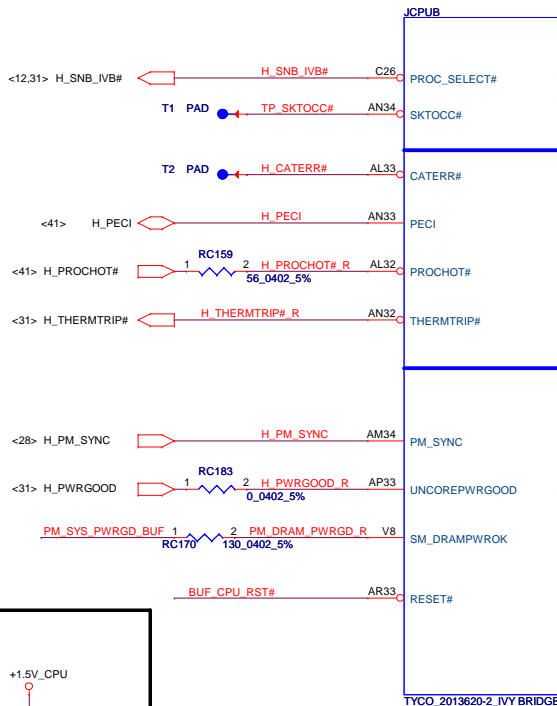 JCPUB
<12,31> H_SNB_IVB# H_SNB_IVB# C26 PROC_SELECT#
T1 PAD TP_SKTOCC# AN34 SKTOCC#
T2 PAD H_CATERR# AL33 CATERR#
<41> H_PECI H_PECI AN33 PECI
RC159
<41> H_PROCHOT# 1 2 H_PROCHOT#_R AL32 PROCHOT#
56_0402_5%
<31> H_THERMTRIP# H_THERMTRIP#_R AN32 THERMTRIP#
<28> H_PM_SYNC H_PM_SYNC AM34 PM_SYNC
RC183
<31> H_PWRGOOD 1 2 H_PWRGOOD_R AP33 UNCOREPWRGOOD
0_0402_5%
PM_SYS_PWRGD_BUF 1 2 PM_DRAM_PWRGD_R V8 SM_DRAMPWROK
RC170 130_0402_5%
BUF_CPU_RST# AR33 RESET#
+1.5V_CPU
TYCO_2013620-2_IVY BRIDGE